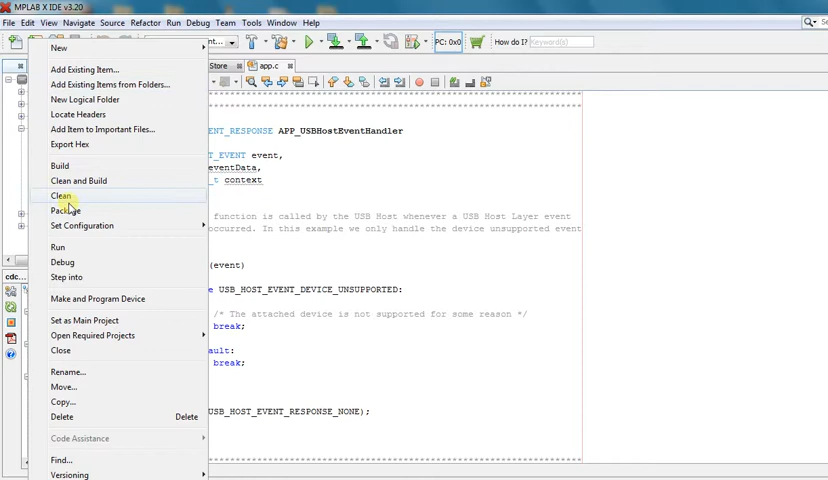 MPLAB X IDE v3.20
File Edit View Navigate Source Refactor Run Debug Team Tools Window Help
PC: 0x0 How do I? Keyword(s)
Store app.c
New
Add Existing Item...
Add Existing Items from Folders...
New Logical Folder
Locate Headers
Add Item to Important Files...
Export Hex
Build
Clean and Build
Clean
Package
Set Configuration
Run
Debug
Step into
Make and Program Device
Set as Main Project
Open Required Projects
Close
Rename...
Move...
Copy...
Delete Delete
Code Assistance
Find...
Versioning
cdc...
ENT_RESPONSE APP_USBHostEventHandler
T_EVENT event,
eventData,
_t context
function is called by the USB Host whenever a USB Host Layer event
occurred. In this example we only handle the device unsupported event
(event)
e USB_HOST_EVENT_DEVICE_UNSUPPORTED:
/* The attached device is not supported for some reason */
break;
ault:
break;
USB_HOST_EVENT_RESPONSE_NONE);